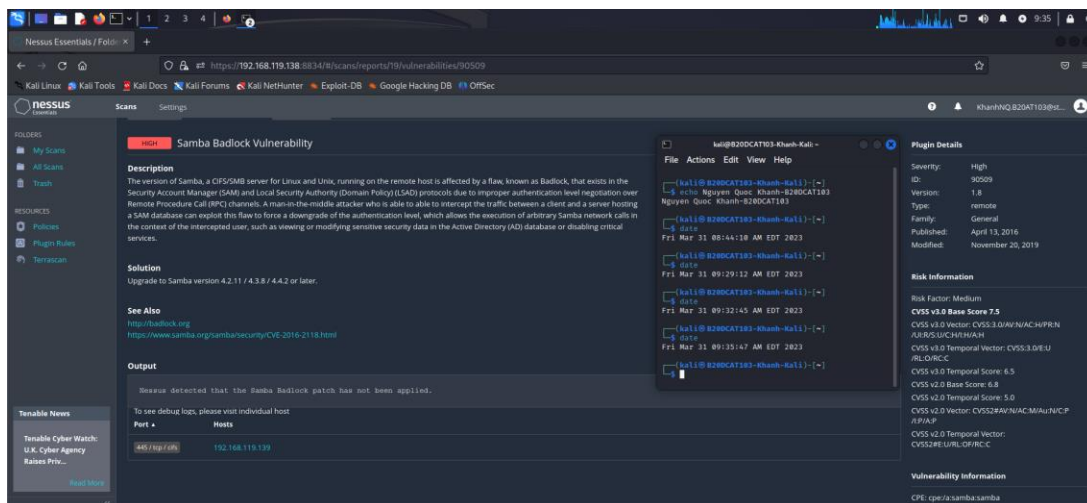 1 2 3 4
9:35
Nessus Essentials / Folde
https://192.168.119.138:8834/#/scans/reports/19/vulnerabilities/90509
Kali Linux Kali Tools Kali Docs Kali Forums Kali NetHunter Exploit-DB Google Hacking DB OffSec
nessus
Essentials
Scans Settings
KhanhNQ.B20AT103@st...
FOLDERS
My Scans
All Scans
Trash
RESOURCES
Policies
Plugin Rules
Terrascan
Tenable News
Tenable Cyber Watch:
U.K. Cyber Agency
Raises Priv...
Read More
HIGH Samba Badlock Vulnerability
Description
The version of Samba, a CIFS/SMB server for Linux and Unix, running on the remote host is affected by a flaw, known as Badlock, that exists in the
Security Account Manager (SAM) and Local Security Authority (Domain Policy) (LSAD) protocols due to improper authentication level negotiation over
Remote Procedure Call (RPC) channels. A man-in-the-middle attacker who is able to able to intercept the traffic between a client and a server hosting
a SAM database can exploit this flaw to force a downgrade of the authentication level, which allows the execution of arbitrary Samba network calls in
the context of the intercepted user, such as viewing or modifying sensitive security data in the Active Directory (AD) database or disabling critical
services.
Solution
Upgrade to Samba version 4.2.11 / 4.3.8 / 4.4.2 or later.
See Also
http://badlock.org
https://www.samba.org/samba/security/CVE-2016-2118.html
Output
Nessus detected that the Samba Badlock patch has not been applied.
To see debug logs, please visit individual host
Port Hosts
445 / tcp / cifs 192.168.119.139
kali@B20DCAT103-Khanh-Kali: ~
File Actions Edit View Help
(kali㉿B20DCAT103-Khanh-Kali)-[~]
$ echo Nguyen Quoc Khanh-B20DCAT103
Nguyen Quoc Khanh-B20DCAT103
(kali㉿B20DCAT103-Khanh-Kali)-[~]
$ date
Fri Mar 31 08:44:10 AM EDT 2023
(kali㉿B20DCAT103-Khanh-Kali)-[~]
$ date
Fri Mar 31 09:29:12 AM EDT 2023
(kali㉿B20DCAT103-Khanh-Kali)-[~]
$ date
Fri Mar 31 09:32:45 AM EDT 2023
(kali㉿B20DCAT103-Khanh-Kali)-[~]
$ date
Fri Mar 31 09:35:47 AM EDT 2023
(kali㉿B20DCAT103-Khanh-Kali)-[~]
$
Plugin Details
Severity: High
ID: 90509
Version: 1.8
Type: remote
Family: General
Published: April 13, 2016
Modified: November 20, 2019
Risk Information
Risk Factor: Medium
CVSS v3.0 Base Score 7.5
CVSS v3.0 Vector: CVSS:3.0/AV:N/AC:H/PR:N
/UI:R/S:U/C:H/I:H/A:H
CVSS v3.0 Temporal Vector: CVSS:3.0/E:U
/RL:O/RC:C
CVSS v3.0 Temporal Score: 6.5
CVSS v2.0 Base Score: 6.8
CVSS v2.0 Temporal Score: 5.0
CVSS v2.0 Vector: CVSS2#AV:N/AC:M/Au:N/C:P
/I:P/A:P
CVSS v2.0 Temporal Vector:
CVSS2#E:U/RL:OF/RC:C
Vulnerability Information
CPE: cpe:/a:samba:samba